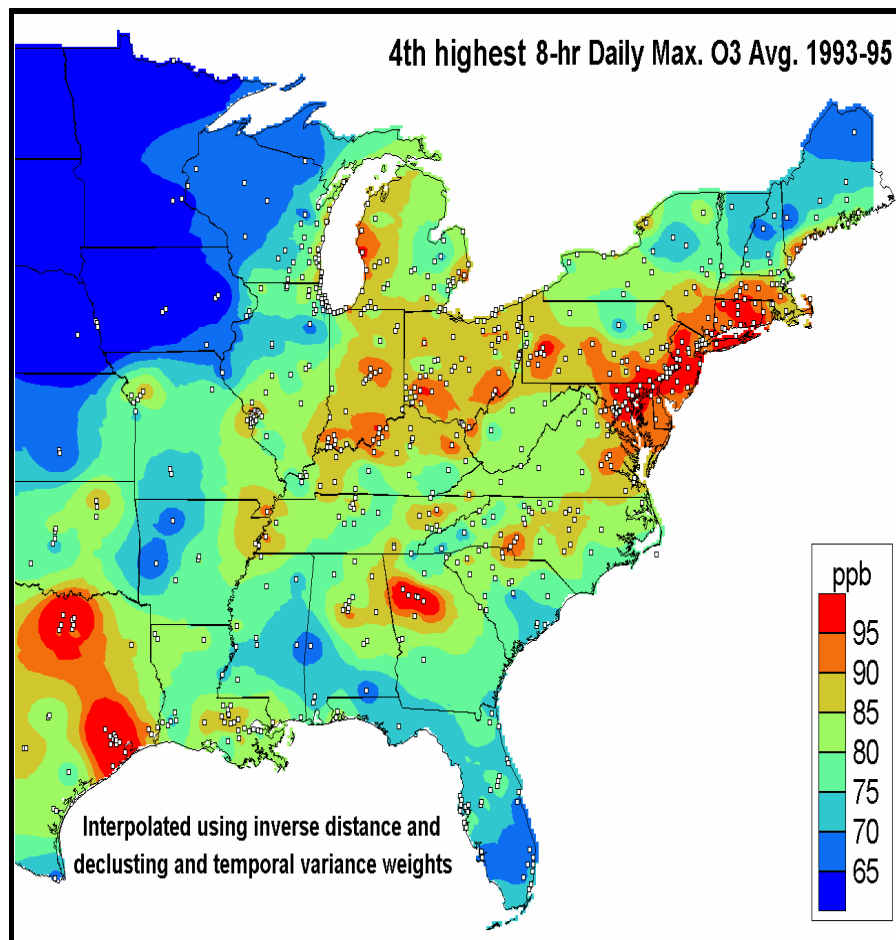 4th highest 8-hr Daily Max. O3 Avg. 1993-95
ppb
95
90
85
80
75
70
65
Interpolated using inverse distance and
declusting and temporal variance weights